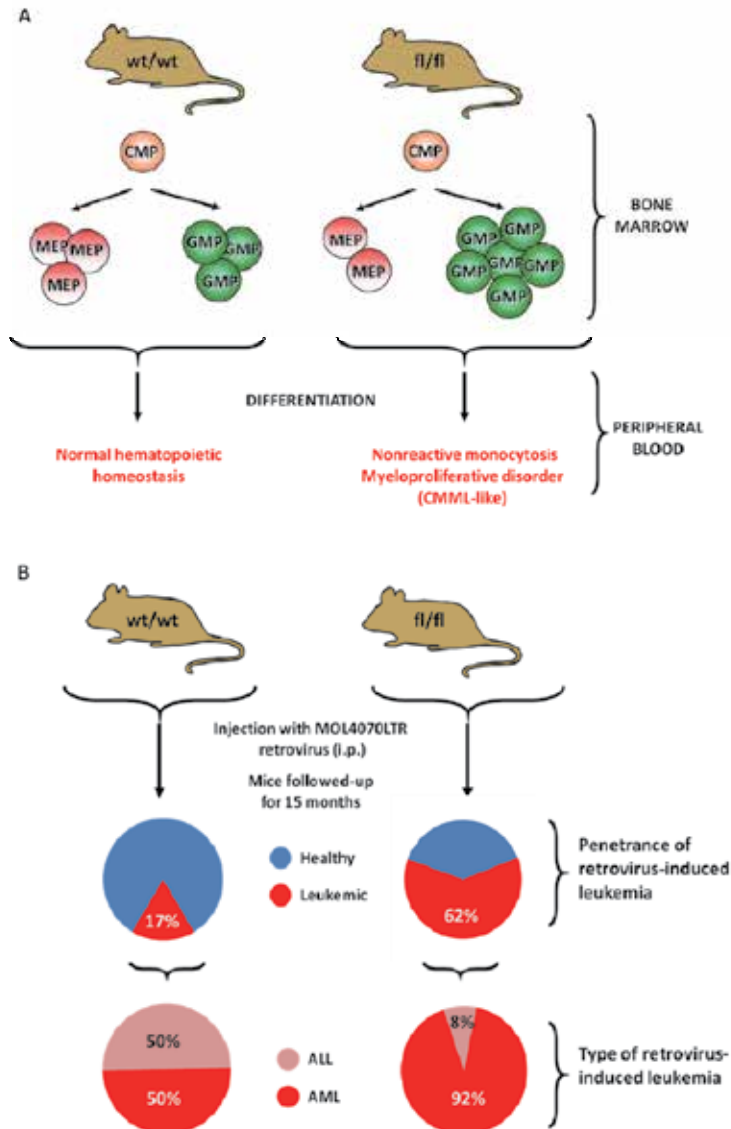 A
wt/wt
fl/fl
CMP
CMP
MEP
MEP
MEP
GMP
GMP
GMP
MEP
MEP
GMP
GMP
GMP
GMP
GMP
GMP
BONE
MARROW
DIFFERENTIATION
Normal hematopoietic
homeostasis
Nonreactive monocytosis
Myeloproliferative disorder
(CMML-like)
PERIPHERAL
BLOOD
B
wt/wt
fl/fl
Injection with MOL4070LTR
retrovirus (i.p.)
Mice followed-up
for 15 months
Healthy
Leukemic
17%
62%
Penetrance of
retrovirus-induced
leukemia
50%
50%
ALL
AML
8%
92%
Type of retrovirus-
induced leukemia